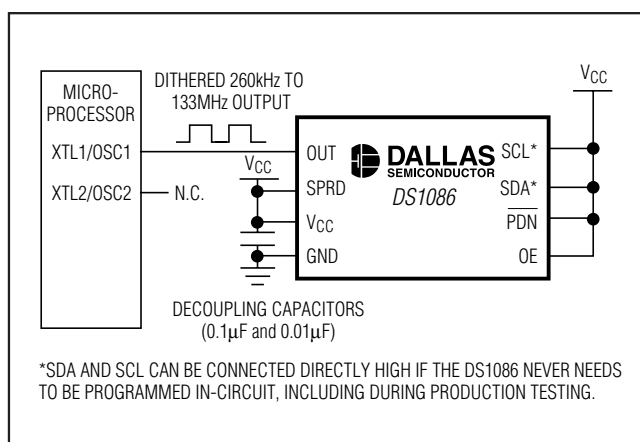 MICRO-
PROCESSOR
XTL1/OSC1
XTL2/OSC2
N.C.
DITHERED 260kHz TO
133MHz OUTPUT
VCC
OUT
SPRD
VCC
GND
DALLAS
SEMICONDUCTOR
DS1086
SCL*
SDA*
PDN
OE
VCC
DECOUPLING CAPACITORS
(0.1µF and 0.01µF)
*SDA AND SCL CAN BE CONNECTED DIRECTLY HIGH IF THE DS1086 NEVER NEEDS
TO BE PROGRAMMED IN-CIRCUIT, INCLUDING DURING PRODUCTION TESTING.